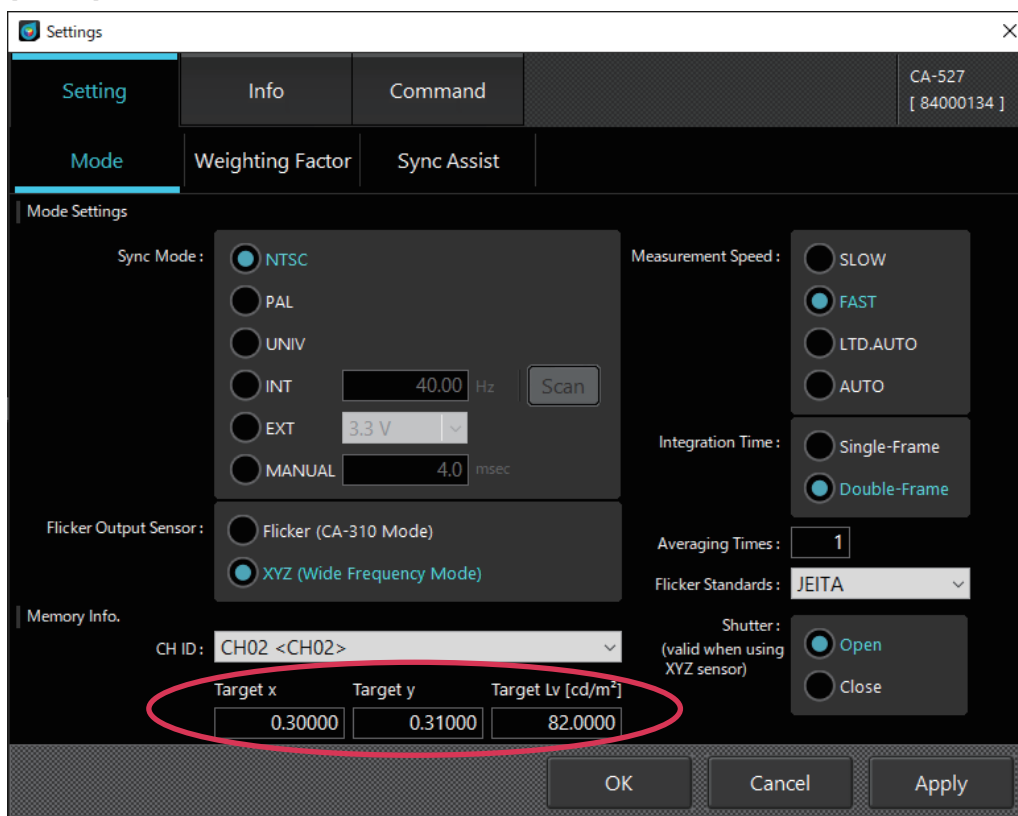 Settings
Setting
Info
Command
CA-527
[ 84000134 ]
Mode
Weighting Factor
Sync Assist
Mode Settings
Sync Mode :
NTSC
PAL
UNIV
INT 40.00 Hz Scan
EXT 3.3 V
MANUAL 4.0 msec
Flicker Output Sensor :
Flicker (CA-310 Mode)
XYZ (Wide Frequency Mode)
Measurement Speed :
SLOW
FAST
LTD.AUTO
AUTO
Integration Time :
Single-Frame
Double-Frame
Averaging Times : 1
Flicker Standards : JEITA
Shutter :
(valid when using
XYZ sensor)
Open
Close
Memory Info.
CH ID : CH02 <CH02>
Target x Target y Target Lv [cd/m²]
0.30000 0.31000 82.0000
OK Cancel Apply